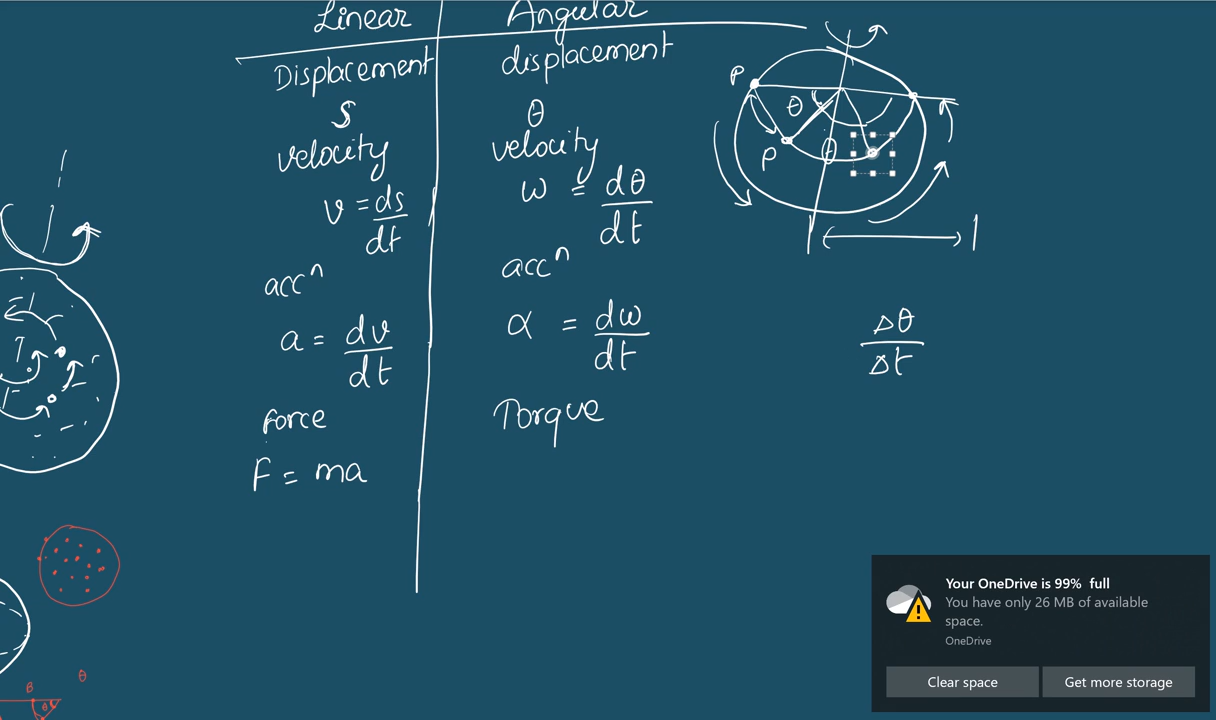 Linear Angular
Displacement displacement
S θ
velocity velocity
v = ds/dt ω = dθ/dt
accⁿ accⁿ
a = dv/dt α = dω/dt
force Torque
F = ma
P
θ
P
θ
Δθ/Δt
B
θ
θ
Your OneDrive is 99% full
You have only 26 MB of available
space.
OneDrive
Clear space Get more storage